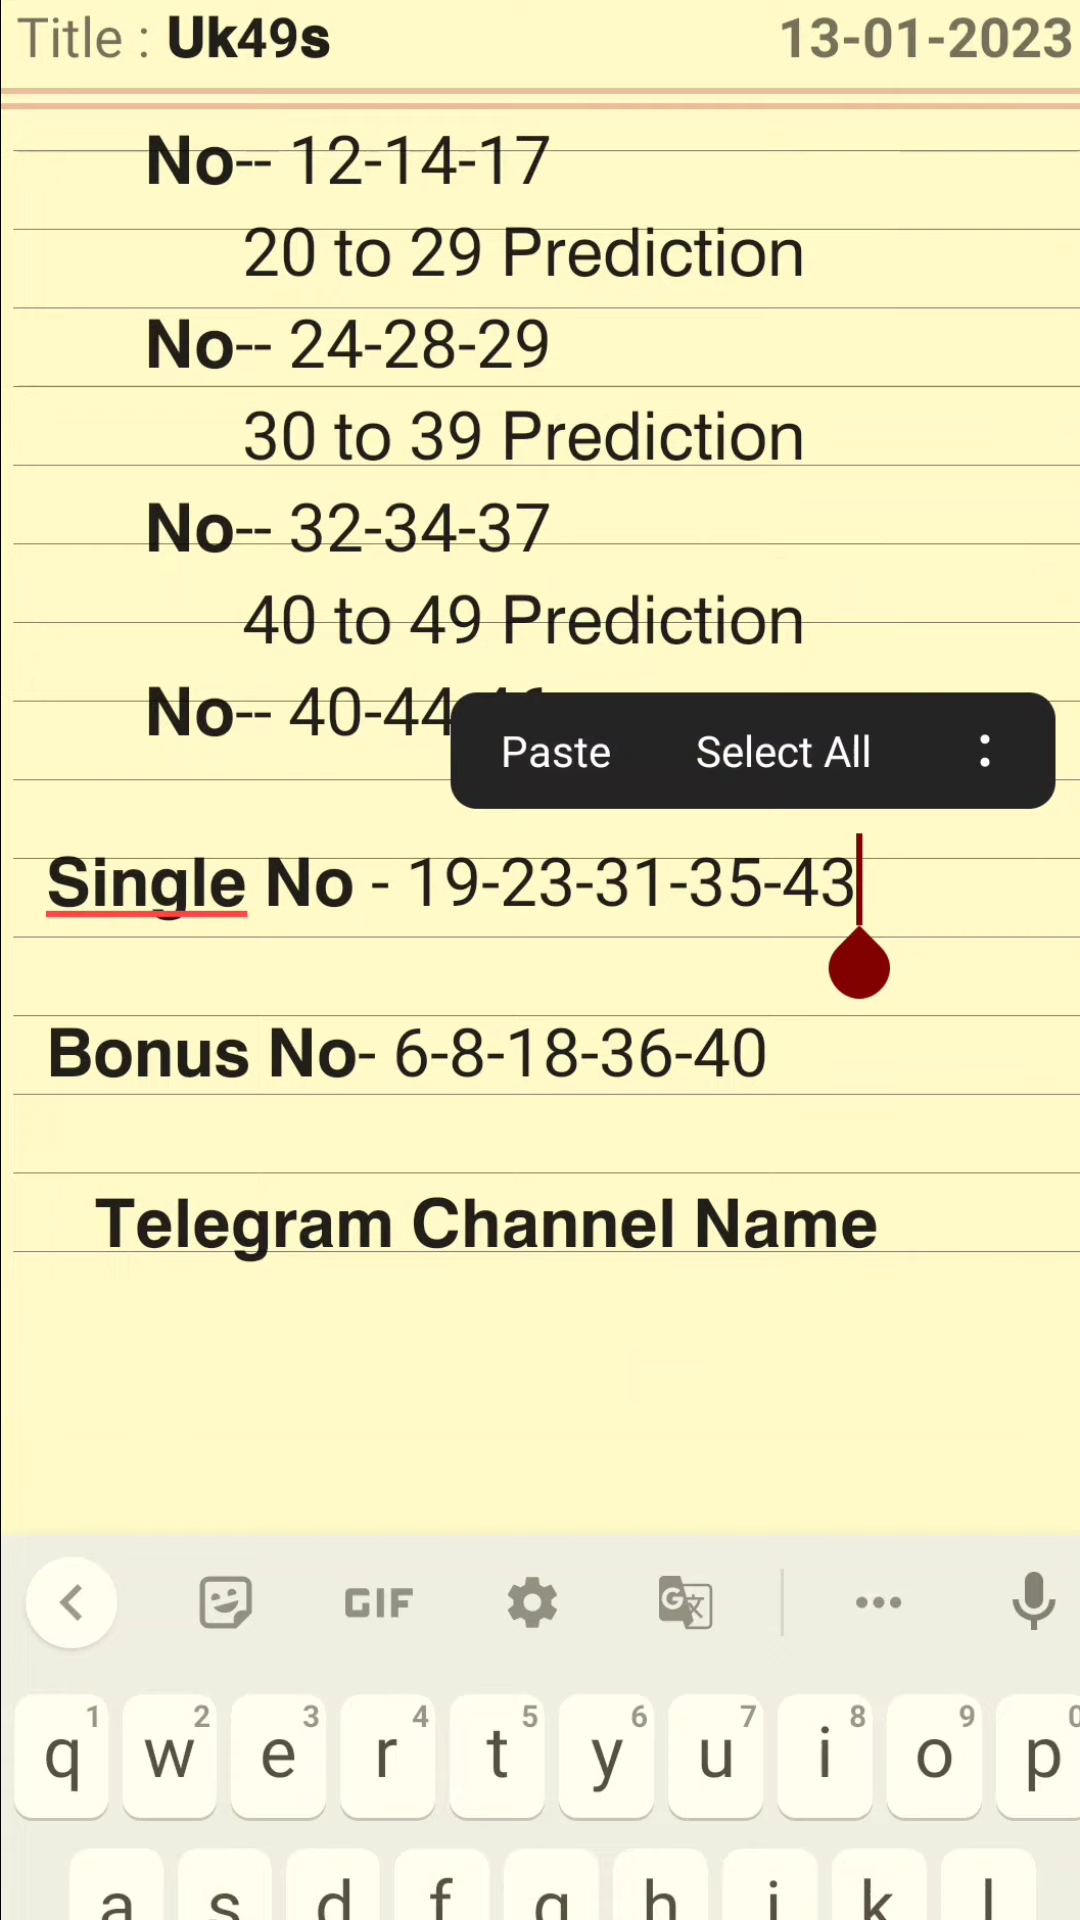 Title : Uk49s 13-01-2023
No-- 12-14-17
20 to 29 Prediction
No-- 24-28-29
30 to 39 Prediction
No-- 32-34-37
40 to 49 Prediction
No-- 40-44
Paste Select All
Single No - 19-23-31-35-43
Bonus No- 6-8-18-36-40
Telegram Channel Name
GIF
1 2 3 4 5 6 7 8 9 0
q w e r t y u i o p
a s d f g h j k l